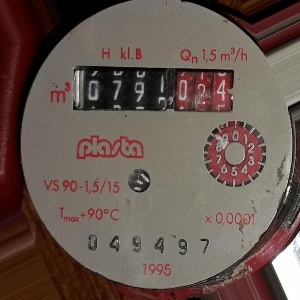 H kl.B Qn 1,5 m³/h
m³ 079 024
plasta
VS 90-1,5/15
Tmax+90°C x 0,0001
049497
1995